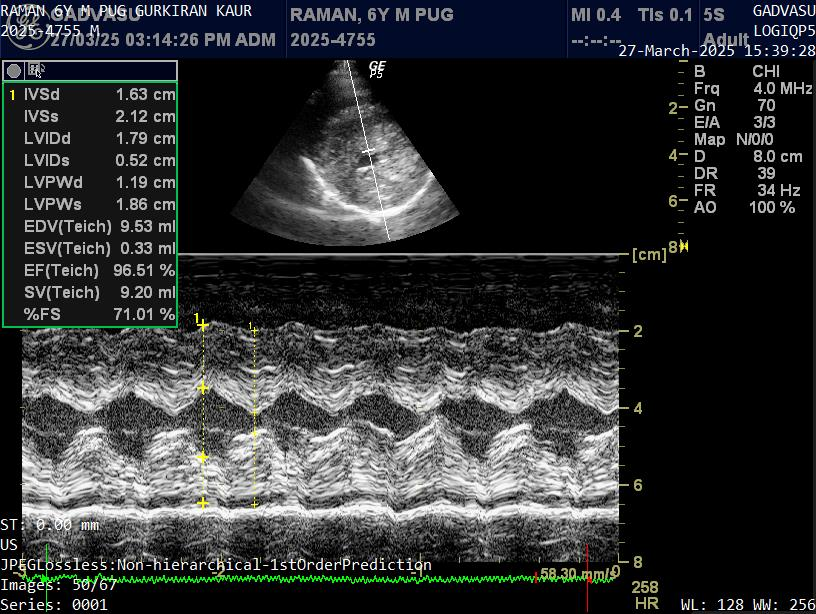 RAMAN 6Y M PUG GURKIRAN KAUR
2025-4755 M
GADVASU
27/03/25 03:14:26 PM ADM
RAMAN, 6Y M PUG
2025-4755
MI 0.4 TIs 0.1 5S
--:--:-- Adult
GADVASU
LOGIQP5
27-March-2025 15:39:28
1 IVSd 1.63 cm
IVSs 2.12 cm
LVIDd 1.79 cm
LVIDs 0.52 cm
LVPWd 1.19 cm
LVPWs 1.86 cm
EDV(Teich) 9.53 ml
ESV(Teich) 0.33 ml
EF(Teich) 96.51 %
SV(Teich) 9.20 ml
%FS 71.01 %
GE
P5
B CHI
Frq 4.0 MHz
Gn 70
E/A 3/3
Map N/0/0
D 8.0 cm
DR 39
FR 34 Hz
AO 100 %
2
4
6
8
[cm]
1
1
2
4
6
8
ST: 0.00 mm
US
JPEGLossless:Non-hierarchical-1stOrderPrediction
Images: 50/67
Series: 0001
-2
-1
58.30 mm/s
0
258
HR
WL: 128 WW: 256